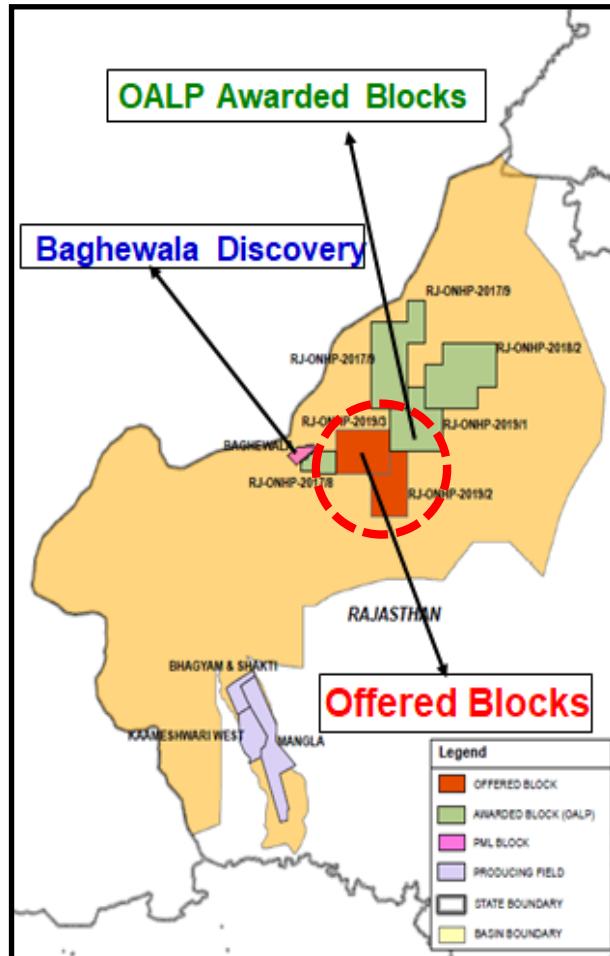 OALP Awarded Blocks
Baghewala Discovery
RJ-ONHP-2017/9
RJ-ONHP-2018/2
RJ-ONHP-2017/9
RJ-ONHP-2019/3
RJ-ONHP-2019/1
BAGHEWALA
RJ-ONHP-2017/8
RJ-ONHP-2019/2
RAJASTHAN
BHAGYAM & SHAKTI
Offered Blocks
KAAMESHWARI WEST
MANGLA
Legend
OFFERED BLOCK
AWARDED BLOCK (OALP)
PML BLOCK
PRODUCING FIELD
STATE BOUNDARY
BASIN BOUNDARY